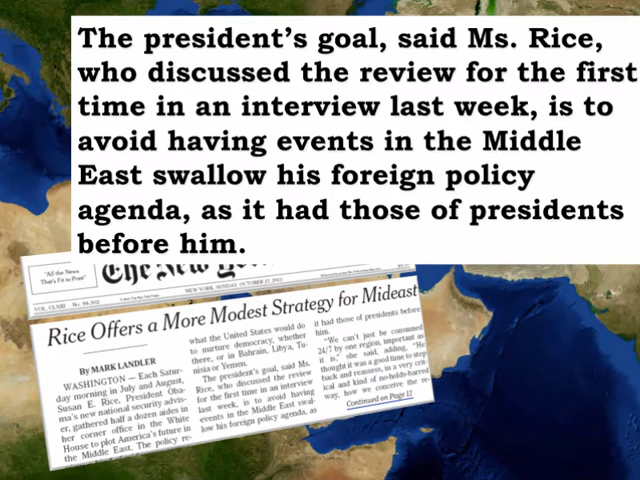 The president's goal, said Ms. Rice,
who discussed the review for the first
time in an interview last week, is to
avoid having events in the Middle
East swallow his foreign policy
agenda, as it had those of presidents
before him.
"All the News
That's Fit to Print"
The New
VOL. CLXIII
NEW YORK, SUNDAY, OCTOBER 27, 2013
Rice Offers a More Modest Strategy for Mideast
By MARK LANDLER
WASHINGTON — Each Satur-
day morning in July and August,
Susan E. Rice, President Oba-
ma's new national security advis-
er, gathered half a dozen aides in
her corner office in the White
House to plot America's future in
the Middle East. The policy re-
what the United States would do
to nurture democracy, whether
there, or in Bahrain, Libya, Tu-
nisia or Yemen.
The president's goal, said Ms.
Rice, who discussed the review
for the first time in an interview
last week, is to avoid having
events in the Middle East swal-
low his foreign policy agenda, as
it had those of presidents before
him.
"We can't just be consumed
24/7 by one region, important as
it is," she said, adding, "He
thought it was a good time to step
back and reassess, in a very crit-
ical and kind of no-holds-barred
way, how we conceive the re-
Continued on Page 12